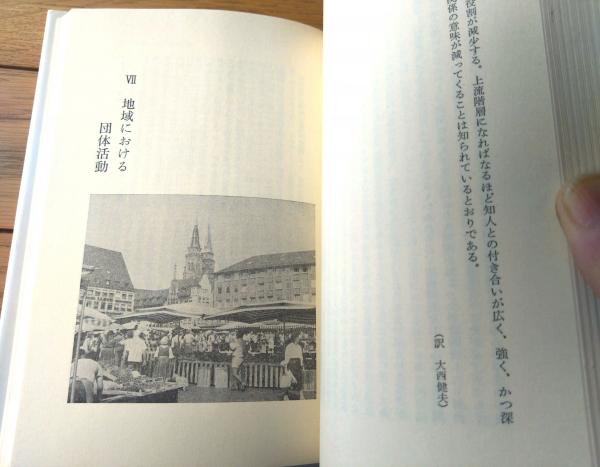 役割が減少する。上流階層になればなるほど知人との付き合いが広く、強く、かつ深
関係の意味が減ってくることは知られているとおりである。
(訳 大西健夫)
Ⅶ 地域における
団体活動